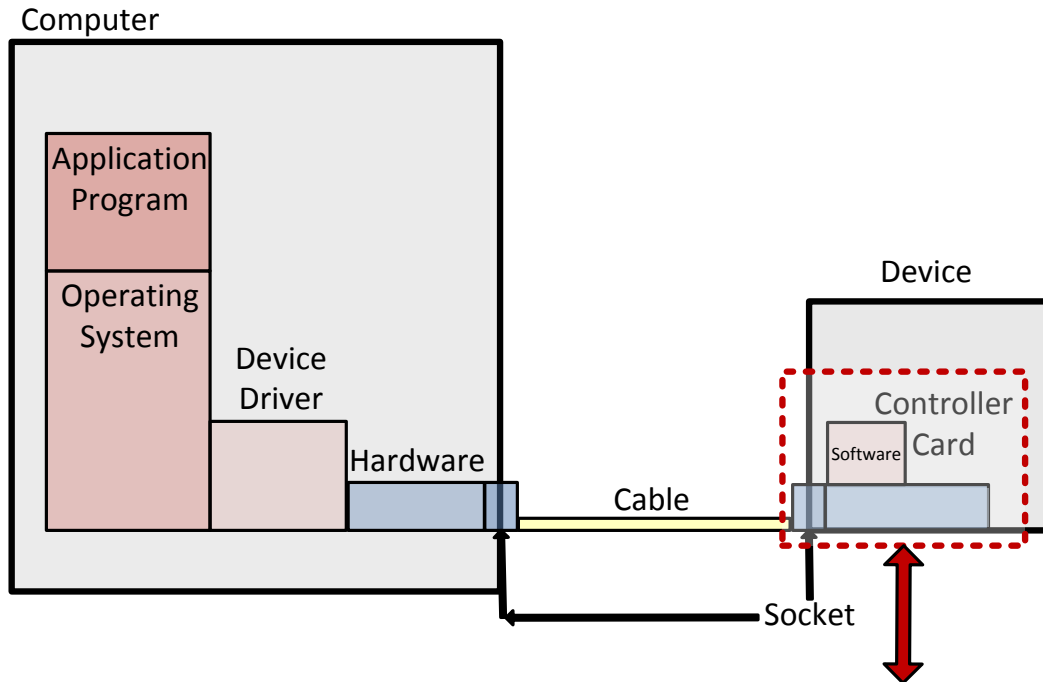 Computer
Application
Program
Operating
System
Device
Driver
Hardware
Cable
Socket
Device
Controller
Card
Software